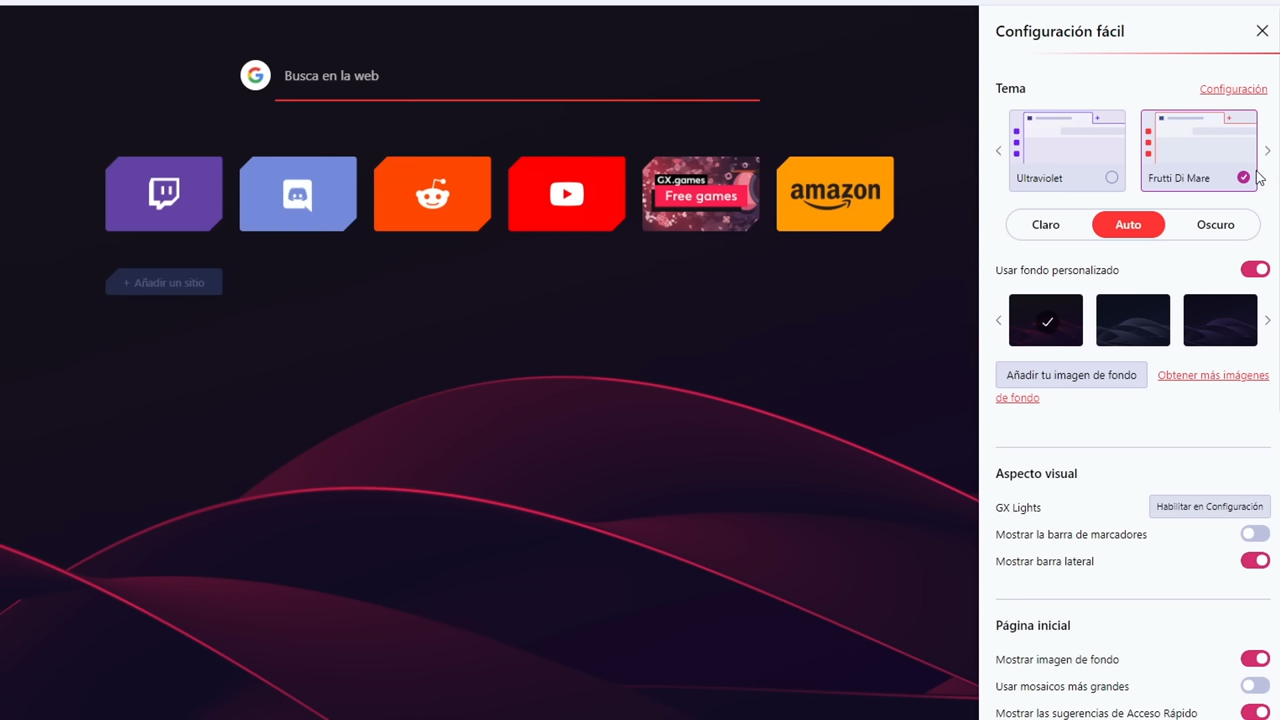 Configuración fácil
Busca en la web
Tema
Configuración
Ultraviolet
Frutti Di Mare
Claro
Auto
Oscuro
GX.games
Free games
amazon
+ Añadir un sitio
Usar fondo personalizado
Añadir tu imagen de fondo
Obtener más imágenes
de fondo
Aspecto visual
GX Lights
Habilitar en Configuración
Mostrar la barra de marcadores
Mostrar barra lateral
Página inicial
Mostrar imagen de fondo
Usar mosaicos más grandes
Mostrar las sugerencias de Acceso Rápido